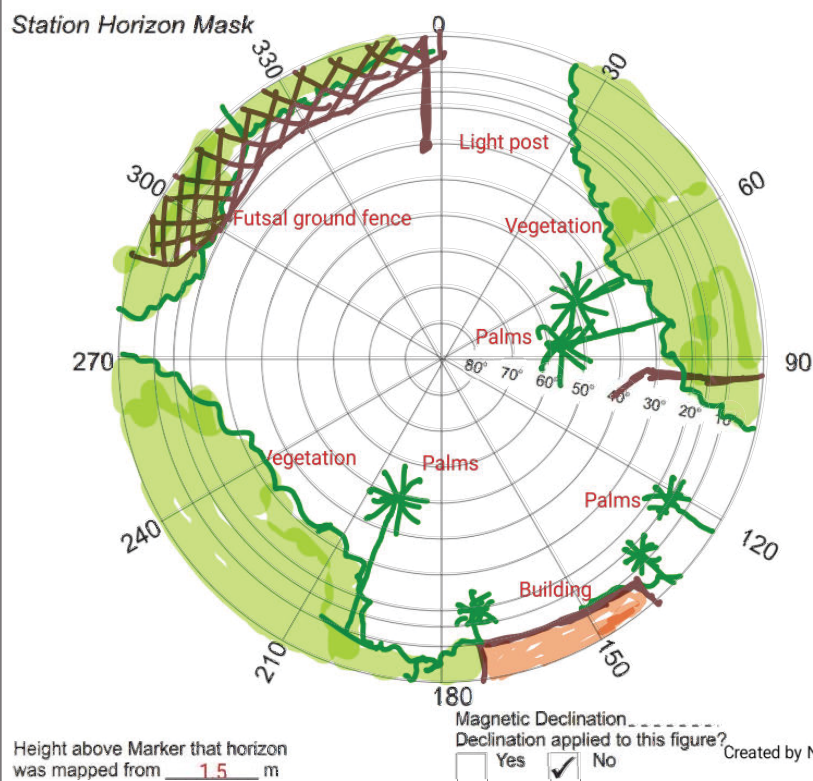 Station Horizon Mask
0
330
30
Light post
300
60
Futsal ground fence
Vegetation
Palms
270
80° 70° 60° 50° 40° 30° 20° 10
90
Vegetation
Palms
Palms
240
120
Building
210
150
180
Magnetic Declination
Declination applied to this figure?
Yes
No
Created by N
Height above Marker that horizon
was mapped from 1.5 m